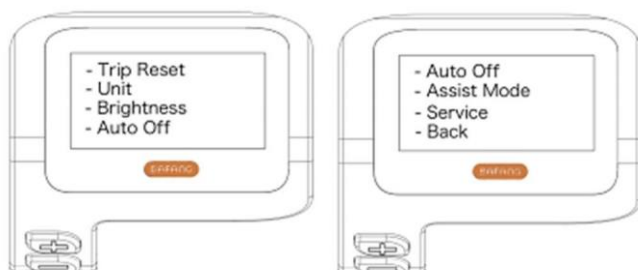 - Trip Reset
- Unit
- Brightness
- Auto Off
BAFANG
- Auto Off
- Assist Mode
- Service
- Back
BAFANG